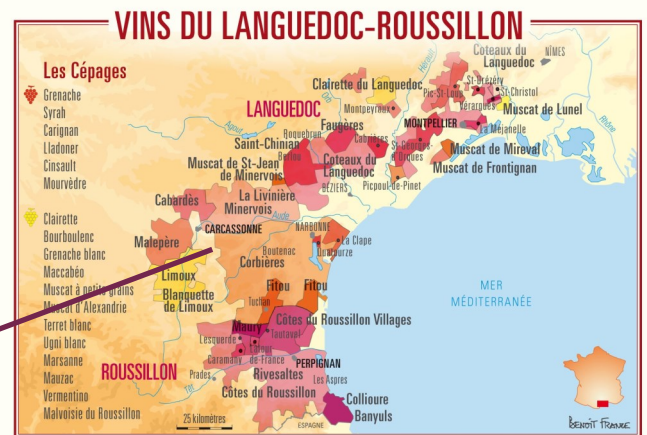 VINS DU LANGUEDOC-ROUSSILLON
Les Cépages
Grenache
Syrah
Carignan
Lladoner
Cinsault
Mourvèdre
Clairette
Bourboulenc
Grenache blanc
Maccabéo
Muscat à petits grains
Muscat d'Alexandrie
Terret blanc
Ugni blanc
Marsanne
Mauzac
Vermentino
Malvoisie du Roussillon
Coteaux du
Languedoc
NÎMES
Hérault
Clairette du Languedoc
St-Drézéry
Pic-St-Loup
St-Christol
Vérargues
Montpeyroux
LANGUEDOC
Muscat de Lunel
MONTPELLIER
La Méjanelle
Rhône
Faugères
Cabrières
St-Georges-
d'Orques
Agout
Roquebrun
Saint-Chinian
Berlou
Muscat de Mireval
Muscat de St-Jean
de Minervois
Coteaux du
Languedoc
Muscat de Frontignan
Picpoul-de-Pinet
BÉZIERS
La Livinière
Minervois
Cabardès
Aude
CARCASSONNE
NARBONNE
La Clape
Quatourze
Malepère
Boutenac
Corbières
Limoux
Blanquette
de Limoux
Fitou
Fitou
Tuchan
MER
MÉDITERRANÉE
Maury
Côtes du Roussillon Villages
Tautavel
Lesquerde
Latour
de-France
Caramany
PERPIGNAN
ROUSSILLON
Prades
Rivesaltes
Les Aspres
Têt
Côtes du Roussillon
Collioure
Banyuls
25 kilomètres
ESPAGNE
BENOÎT FRANCE